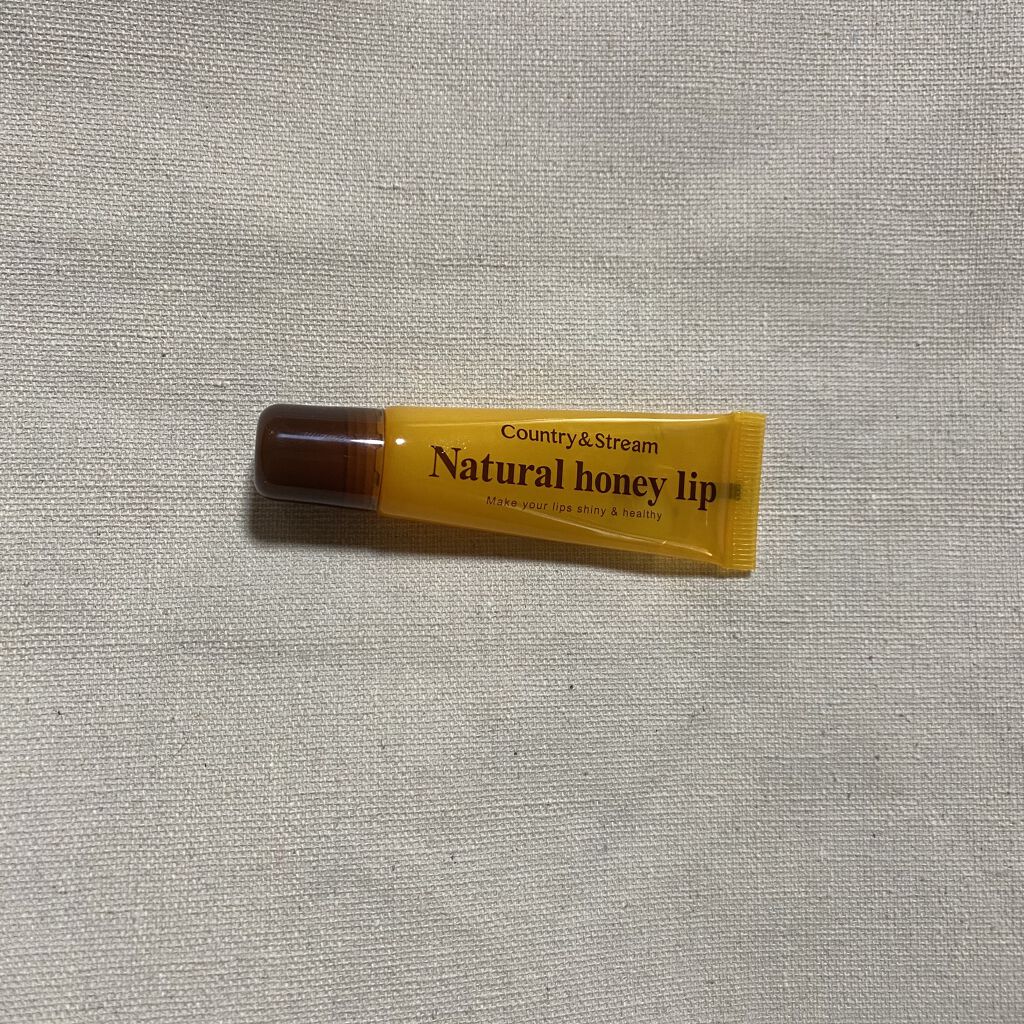 Country&Stream
Natural honey lip
Make your lips shiny & healthy